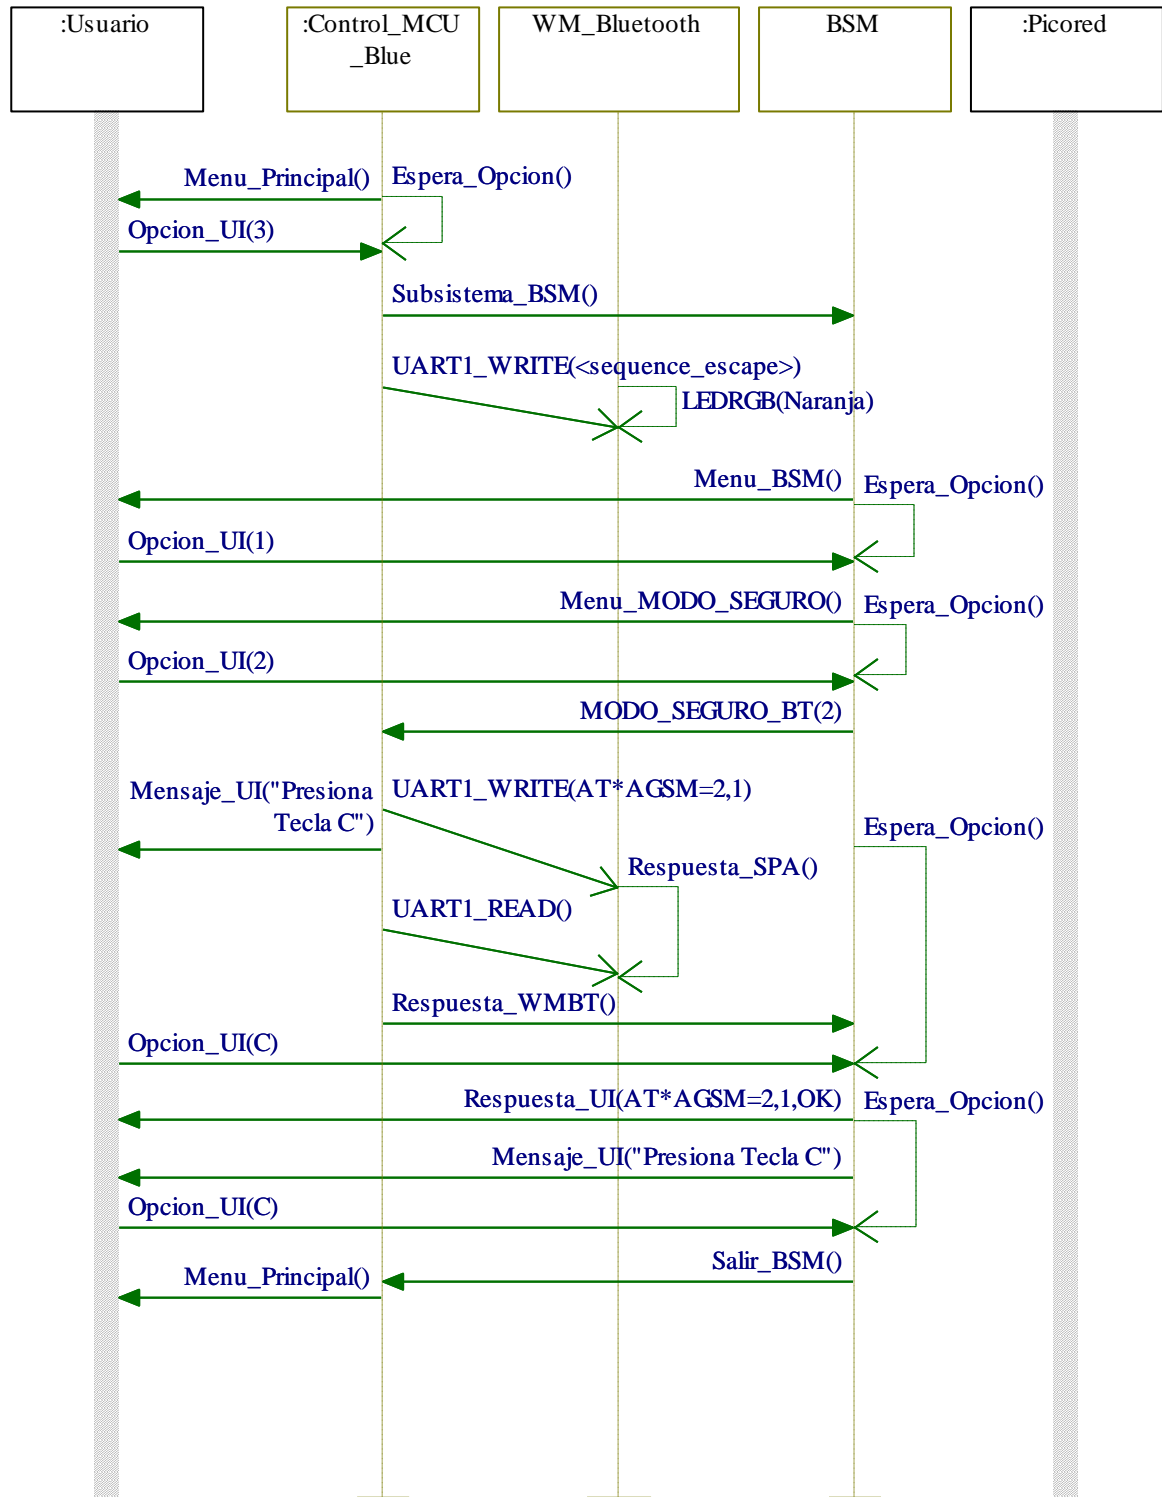 :Usuario
:Control_MCU
_Blue
WM_Bluetooth
BSM
:Picored
Menu_Principal()
Espera_Opcion()
Opcion_UI(3)
Subsistema_BSM()
UART1_WRITE(<sequence_escape>)
LEDRGB(Naranja)
Menu_BSM()
Espera_Opcion()
Opcion_UI(1)
Menu_MODO_SEGURO()
Espera_Opcion()
Opcion_UI(2)
MODO_SEGURO_BT(2)
Mensaje_UI("Presiona
Tecla C")
UART1_WRITE(AT*AGSM=2,1)
Espera_Opcion()
Respuesta_SPA()
UART1_READ()
Respuesta_WMBT()
Opcion_UI(C)
Respuesta_UI(AT*AGSM=2,1,OK)
Espera_Opcion()
Mensaje_UI("Presiona Tecla C")
Opcion_UI(C)
Salir_BSM()
Menu_Principal()